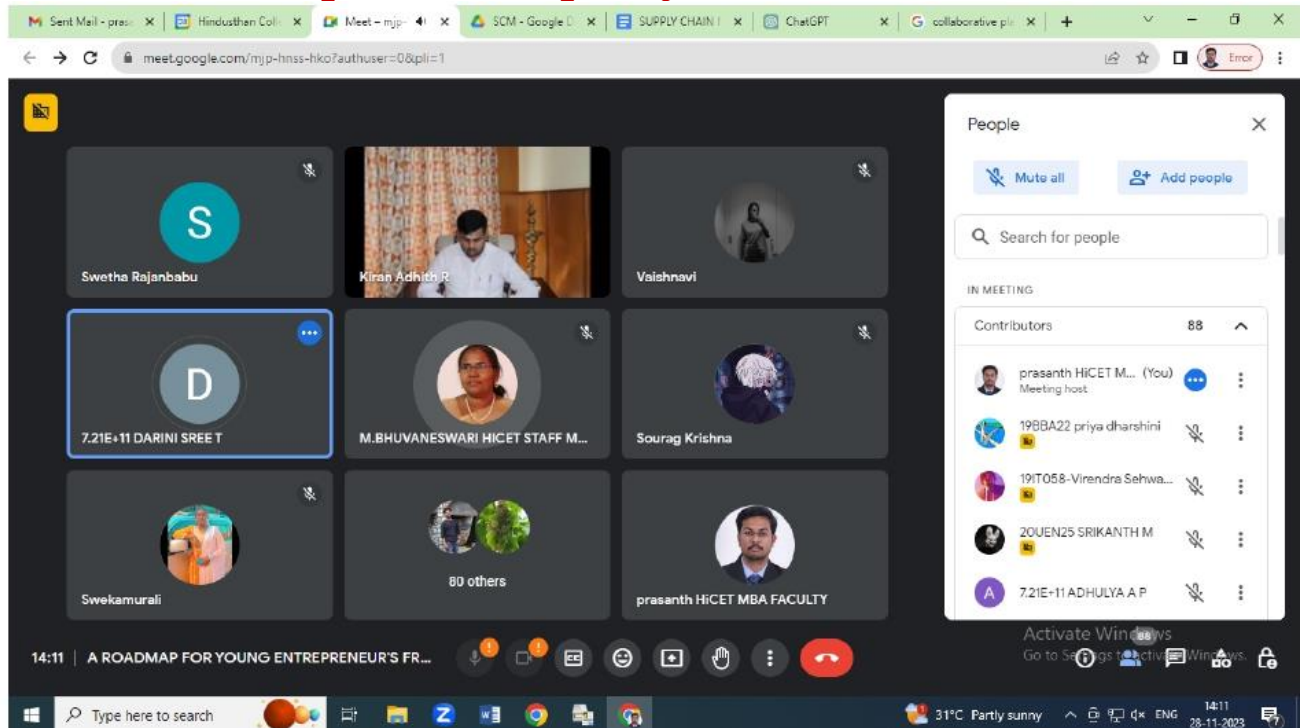 Sent Mail - pras
Hindusthan Coll
Meet – mjp-
SCM - Google D
SUPPLY CHAIN
ChatGPT
collaborative pl
meet.google.com/mjp-hnss-hko?authuser=0&pli=1
Error
People
Mute all
Add people
Search for people
IN MEETING
Contributors 88
prasanth HiCET M... (You)
Meeting host
19BBA22 priya dharshini
19IT058-Virendra Sehwa...
20UEN25 SRIKANTH M
7.21E+11 ADHULYA A P
S
Swetha Rajanbabu
Kiran Adhith R
Vaishnavi
D
7.21E+11 DARINI SREE T
M.BHUVANESWARI HICET STAFF M...
Sourag Krishna
Swekamurali
80 others
prasanth HiCET MBA FACULTY
A
Activate Windows
Go to Settings to activate Windows.
88
14:11 | A ROADMAP FOR YOUNG ENTREPRENEUR'S FR...
CC
Type here to search
31°C Partly sunny
ENG
14:11
28-11-2023